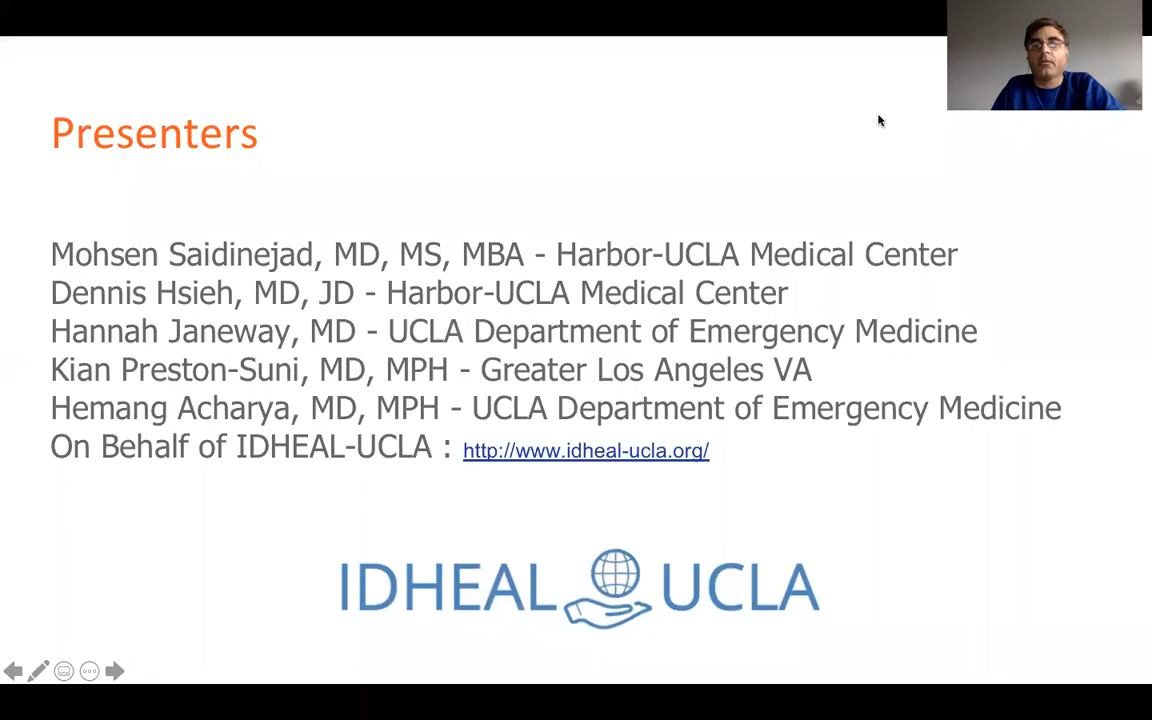 Presenters
Mohsen Saidinejad, MD, MS, MBA - Harbor-UCLA Medical Center
Dennis Hsieh, MD, JD - Harbor-UCLA Medical Center
Hannah Janeway, MD - UCLA Department of Emergency Medicine
Kian Preston-Suni, MD, MPH - Greater Los Angeles VA
Hemang Acharya, MD, MPH - UCLA Department of Emergency Medicine
On Behalf of IDHEAL-UCLA : http://www.idheal-ucla.org/
IDHEAL UCLA